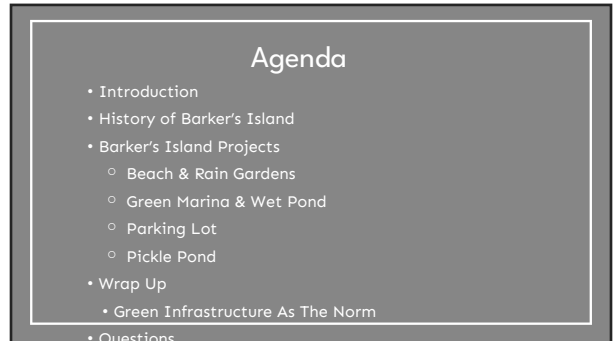 Agenda
• Introduction
• History of Barker's Island
• Barker's Island Projects
○ Beach & Rain Gardens
○ Green Marina & Wet Pond
○ Parking Lot
○ Pickle Pond
• Wrap Up
• Green Infrastructure As The Norm
• Questions